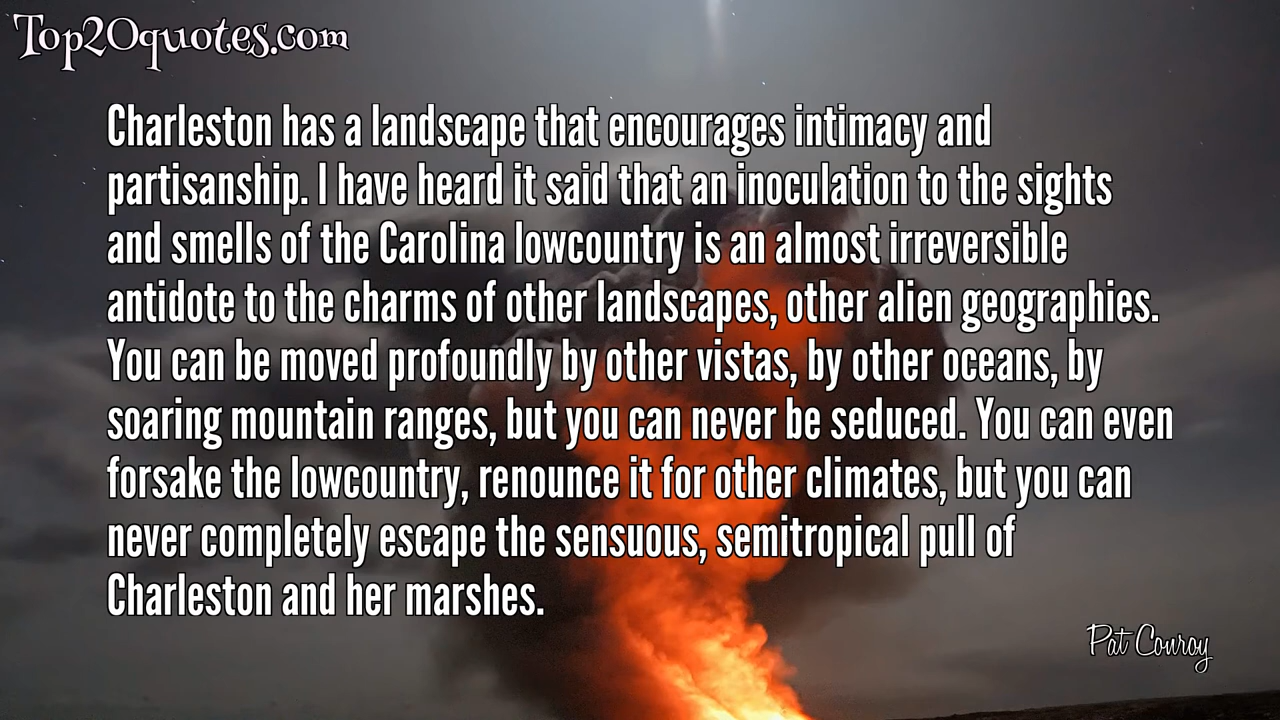 Top20quotes.com
Charleston has a landscape that encourages intimacy and
partisanship. I have heard it said that an inoculation to the sights
and smells of the Carolina lowcountry is an almost irreversible
antidote to the charms of other landscapes, other alien geographies.
You can be moved profoundly by other vistas, by other oceans, by
soaring mountain ranges, but you can never be seduced. You can even
forsake the lowcountry, renounce it for other climates, but you can
never completely escape the sensuous, semitropical pull of
Charleston and her marshes.
Pat Conroy